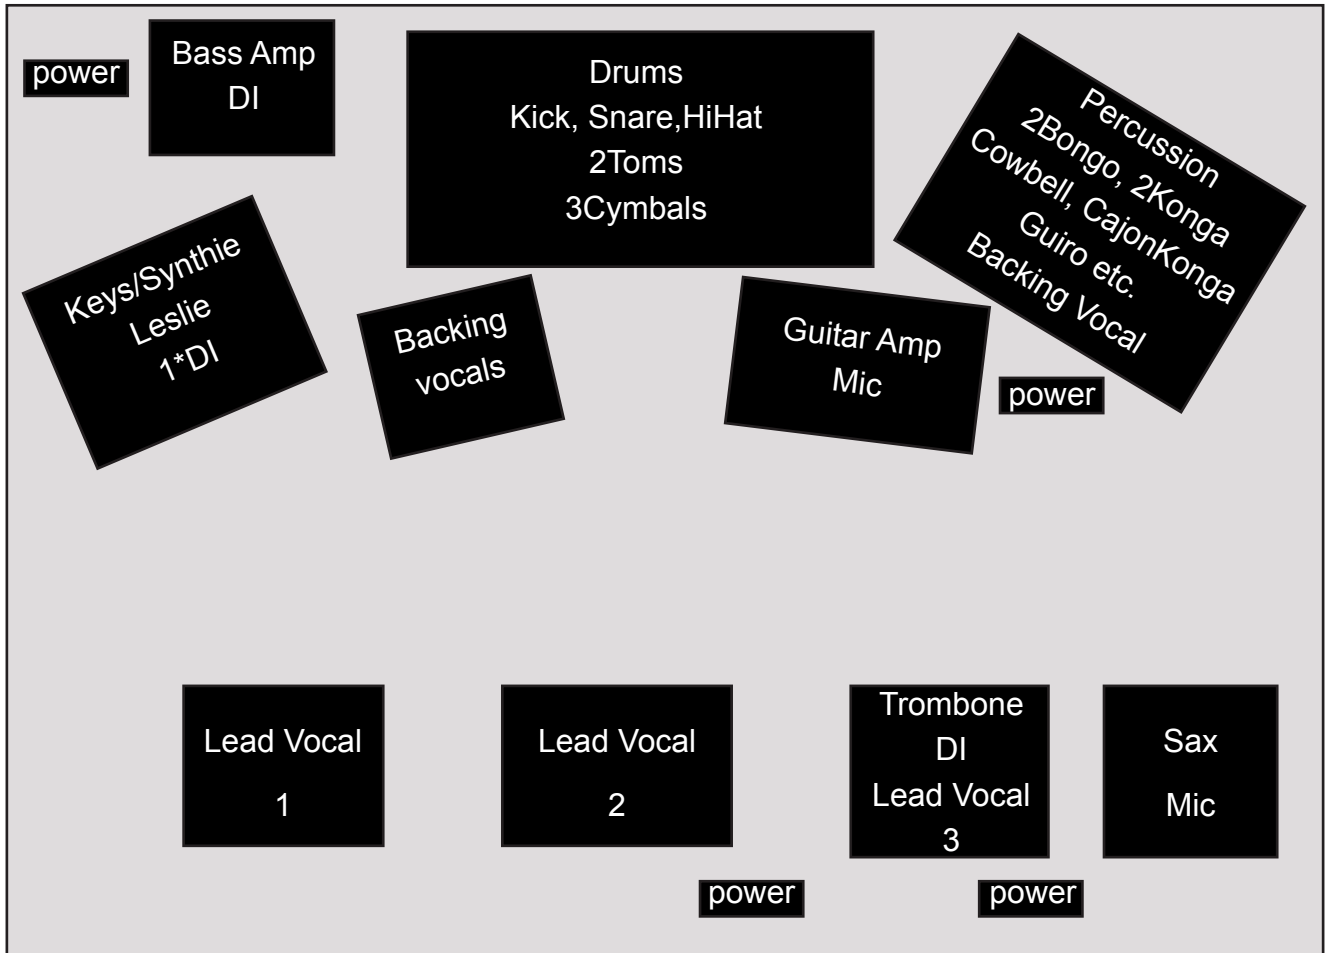 power
Bass Amp
DI
Drums
Kick, Snare,HiHat
2Toms
3Cymbals
Percussion
2Bongo, 2Konga
Cowbell, CajonKonga
Guiro etc.
Backing Vocal
Keys/Synthie
Leslie
1*DI
Backing
vocals
Guitar Amp
Mic
power
Lead Vocal
1
Lead Vocal
2
Trombone
DI
Lead Vocal
3
Sax
Mic
power
power